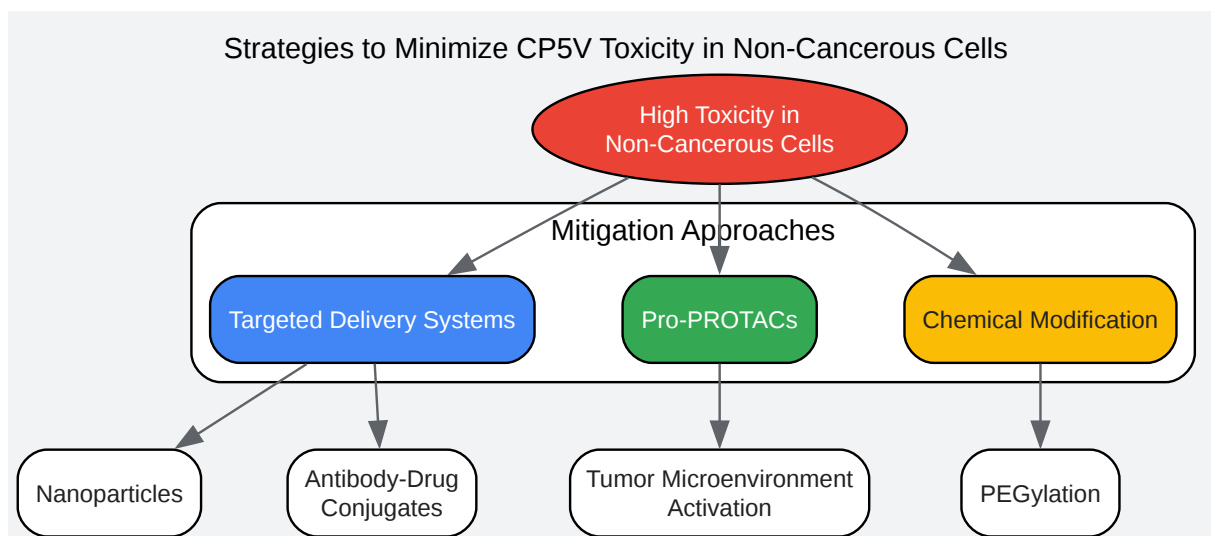 Strategies to Minimize CP5V Toxicity in Non-Cancerous Cells
High Toxicity in
Non-Cancerous Cells
Mitigation Approaches
Targeted Delivery Systems
Pro-PROTACs
Chemical Modification
Nanoparticles
Antibody-Drug
Conjugates
Tumor Microenvironment
Activation
PEGylation